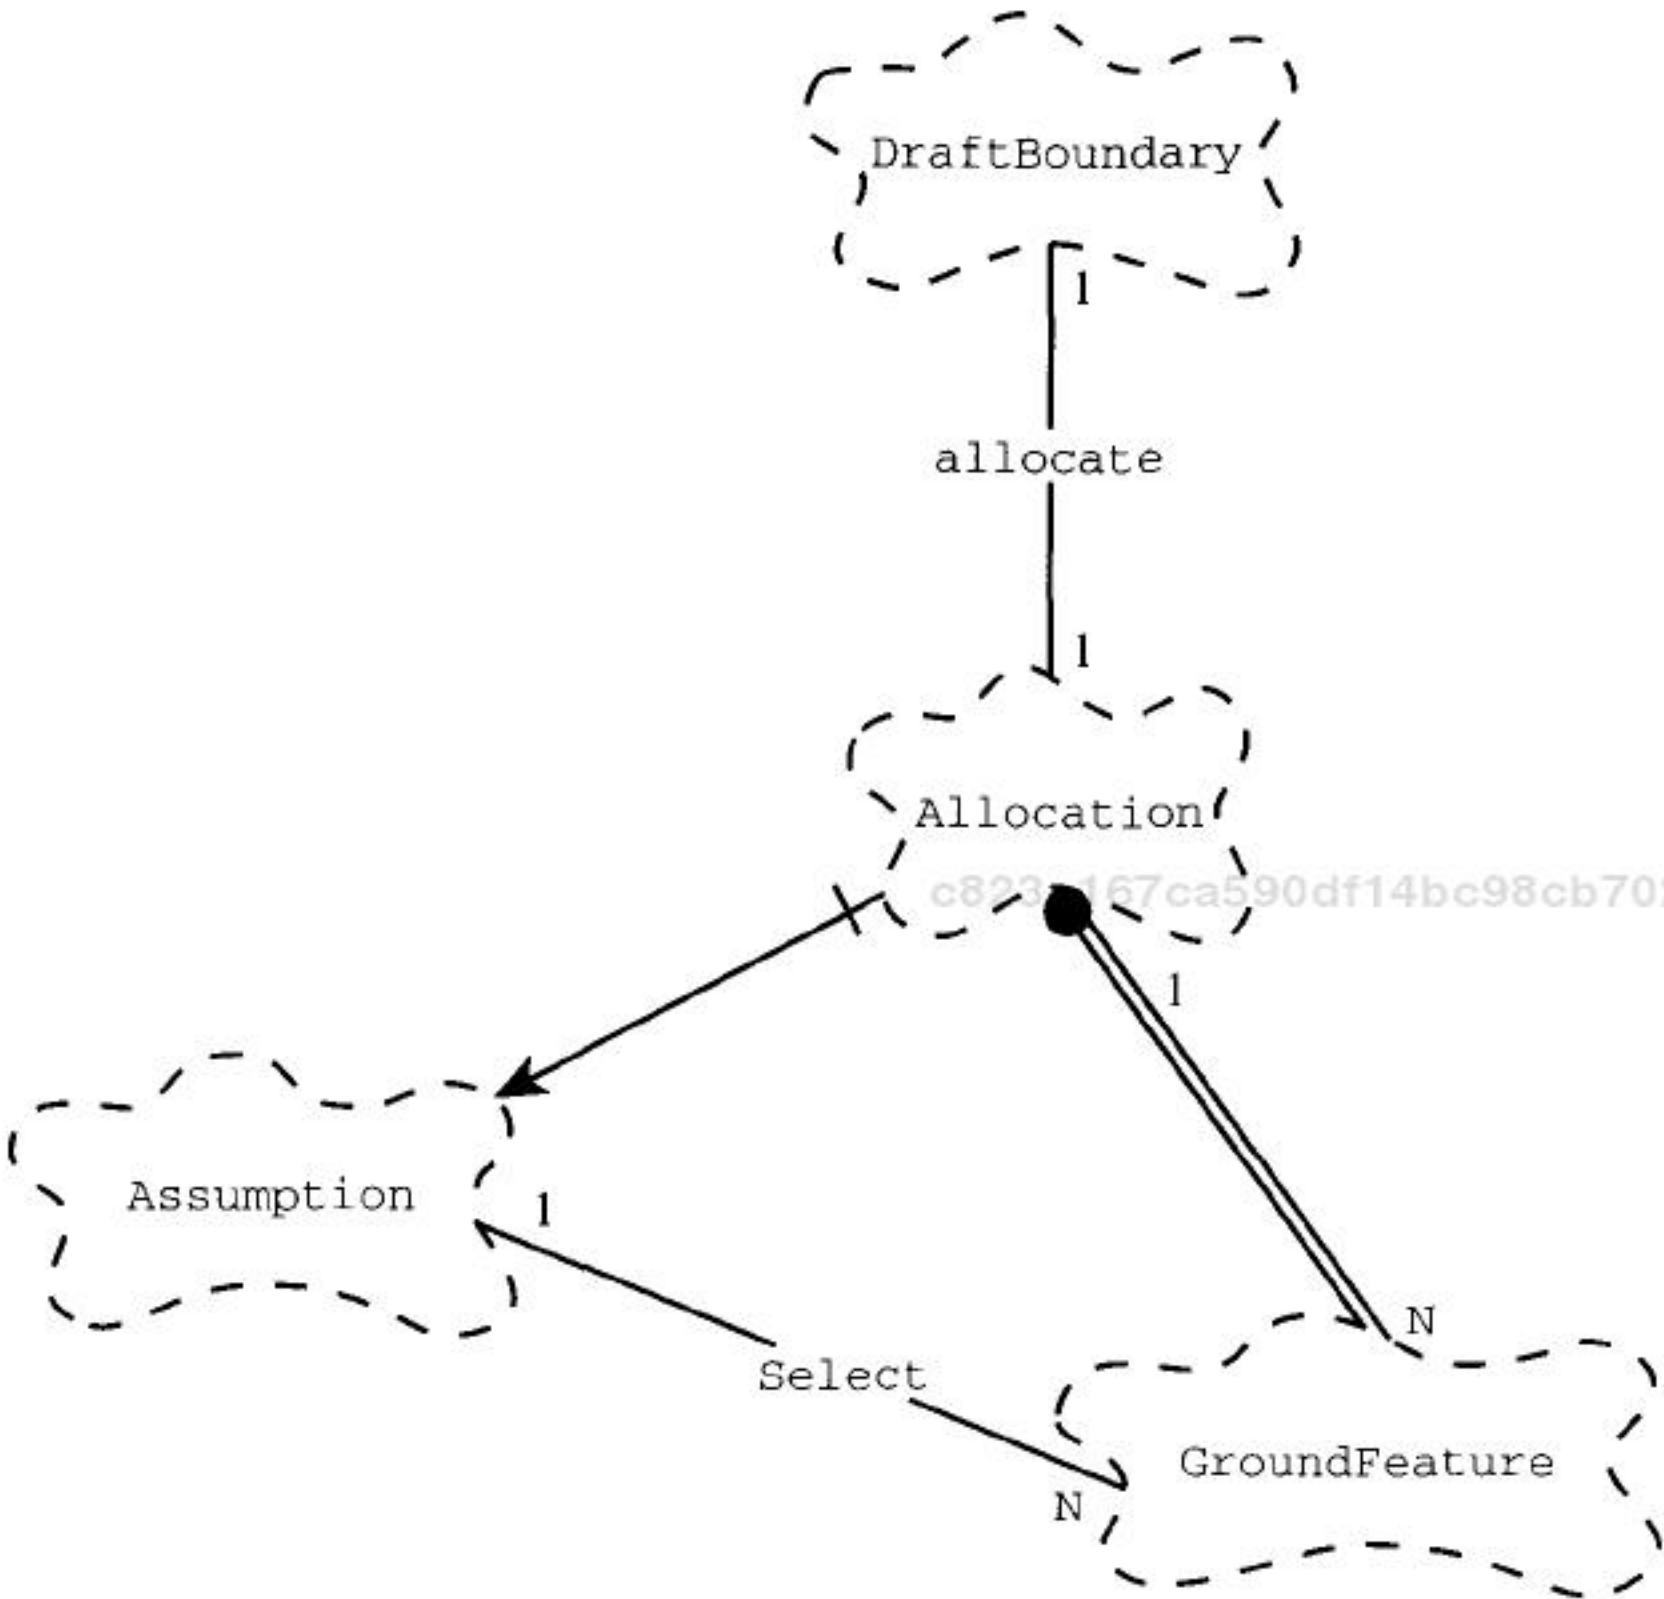 DraftBoundary
1
allocate
1
Allocation
1
Assumption
1
Select
N
N
GroundFeature